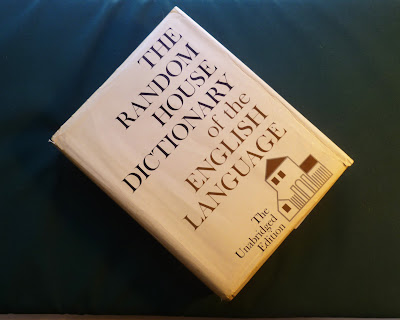 THE
RANDOM
HOUSE
DICTIONARY
of the
ENGLISH
LANGUAGE
The
Unabridged
Edition